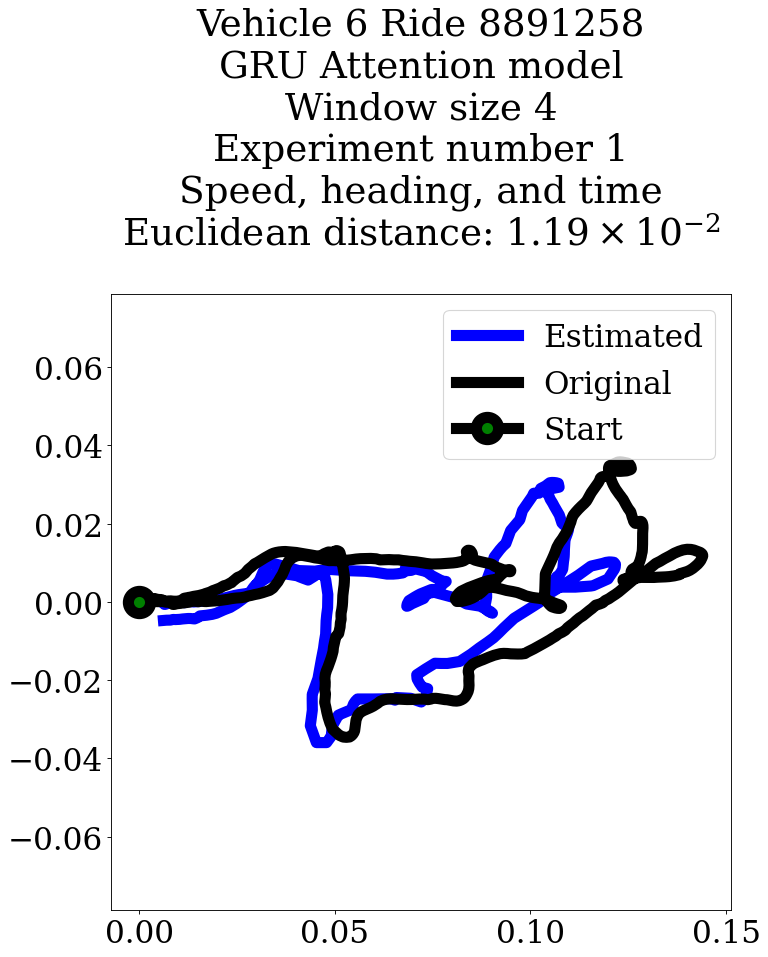 Vehicle 6 Ride 8891258
GRU Attention model
Window size 4
Experiment number 1
Speed, heading, and time
Euclidean distance: 1.19 × 10⁻²
Estimated
Original
Start
0.06
0.04
0.02
0.00
−0.02
−0.04
−0.06
0.00 0.05 0.10 0.15